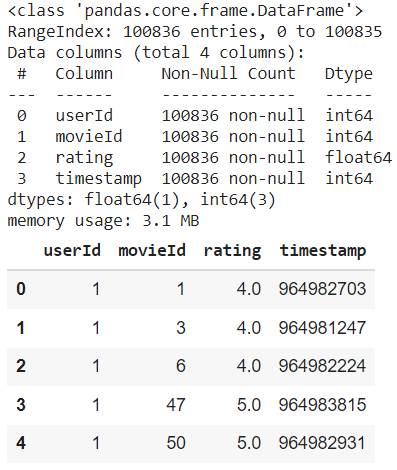 <class 'pandas.core.frame.DataFrame'>
RangeIndex: 100836 entries, 0 to 100835
Data columns (total 4 columns):
 #   Column     Non-Null Count   Dtype
---  ------     --------------   -----
 0   userId     100836 non-null  int64
 1   movieId    100836 non-null  int64
 2   rating     100836 non-null  float64
 3   timestamp  100836 non-null  int64
dtypes: float64(1), int64(3)
memory usage: 3.1 MB
userId movieId rating timestamp
0 1 1 4.0 964982703
1 1 3 4.0 964981247
2 1 6 4.0 964982224
3 1 47 5.0 964983815
4 1 50 5.0 964982931